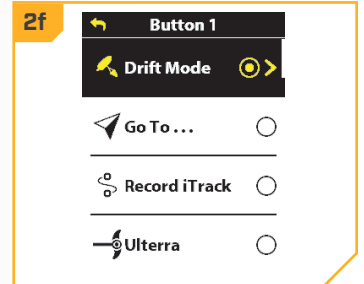 2f
Button 1
Drift Mode
Go To . . .
Record iTrack
Ulterra